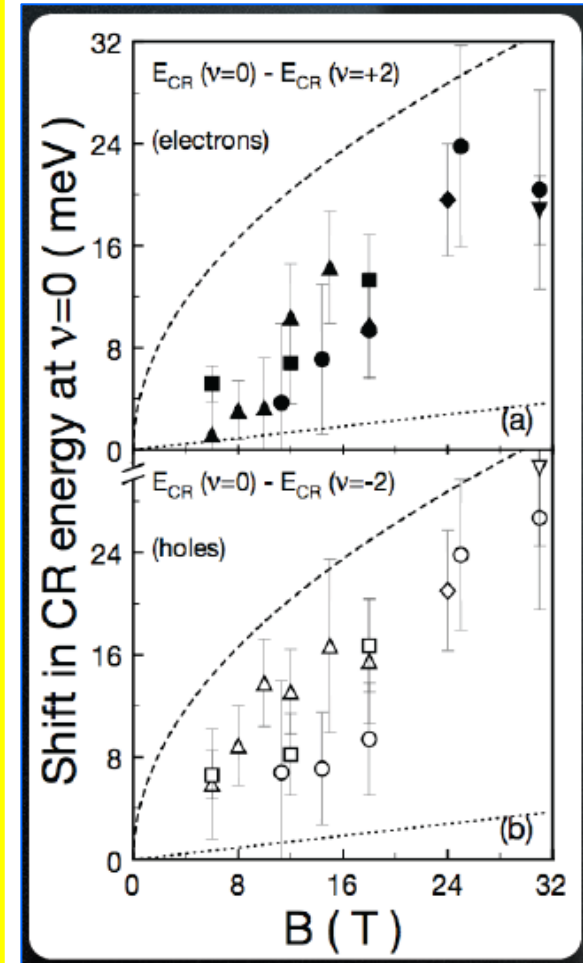 Shift in CR energy at ν=0 ( meV )
32
24
16
8
0
E_CR (ν=0) - E_CR (ν=+2)
(electrons)
(a)
E_CR (ν=0) - E_CR (ν=-2)
(holes)
24
16
8
0
(b)
0 8 16 24 32
B ( T )